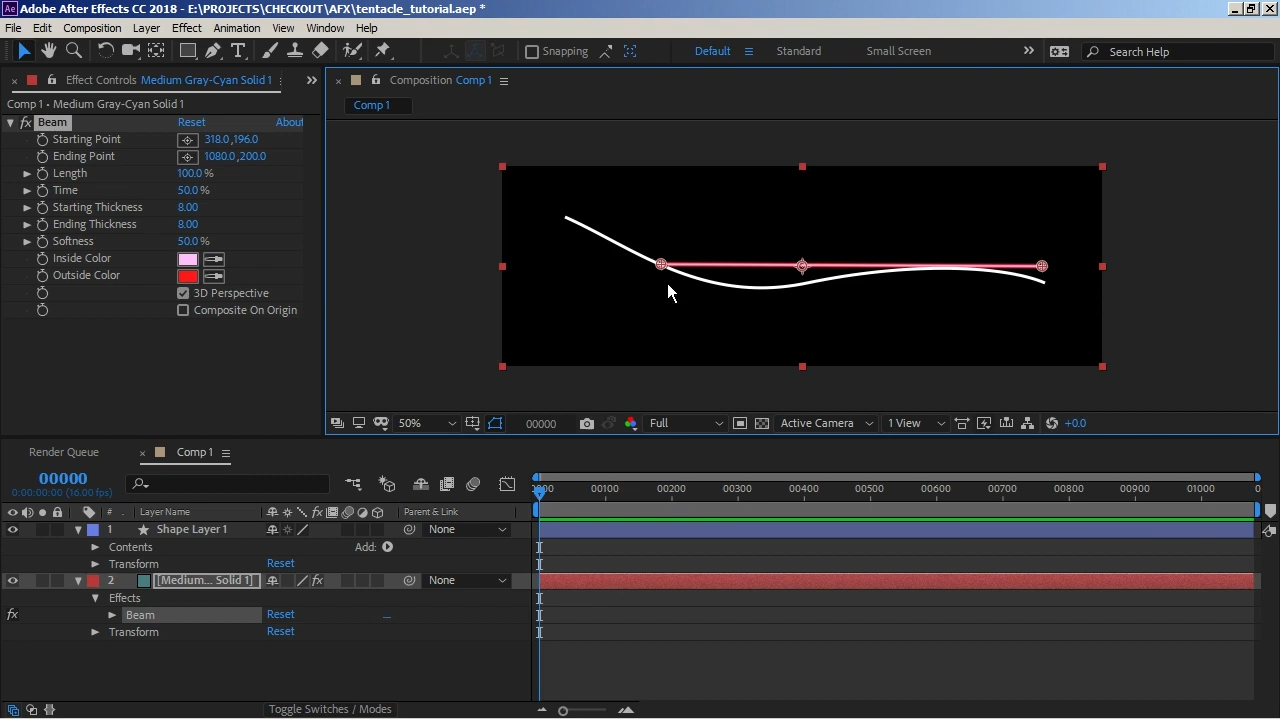 Ae Adobe After Effects CC 2018 - E:\PROJECTS\CHECKOUT\AFX\tentacle_tutorial.aep *
File Edit Composition Layer Effect Animation View Window Help
Snapping Default Standard Small Screen Search Help
Effect Controls Medium Gray-Cyan Solid 1
Composition Comp 1
Comp 1 • Medium Gray-Cyan Solid 1
Comp 1
fx Beam Reset About
Starting Point 318.0,196.0
Ending Point 1080.0,200.0
Length 100.0 %
Time 50.0 %
Starting Thickness 8.00
Ending Thickness 8.00
Softness 50.0 %
Inside Color
Outside Color
3D Perspective
Composite On Origin
50% 00000 Full Active Camera 1 View +0.0
Render Queue Comp 1
00000
0:00:00:00 (16.00 fps)
0000 00100 00200 00300 00400 00500 00600 00700 00800 00900 01000 0
# Layer Name fx Parent & Link
1 Shape Layer 1 None
Contents Add:
Transform Reset
2 [Medium... Solid 1] fx None
Effects
fx Beam Reset
Transform Reset
Toggle Switches / Modes